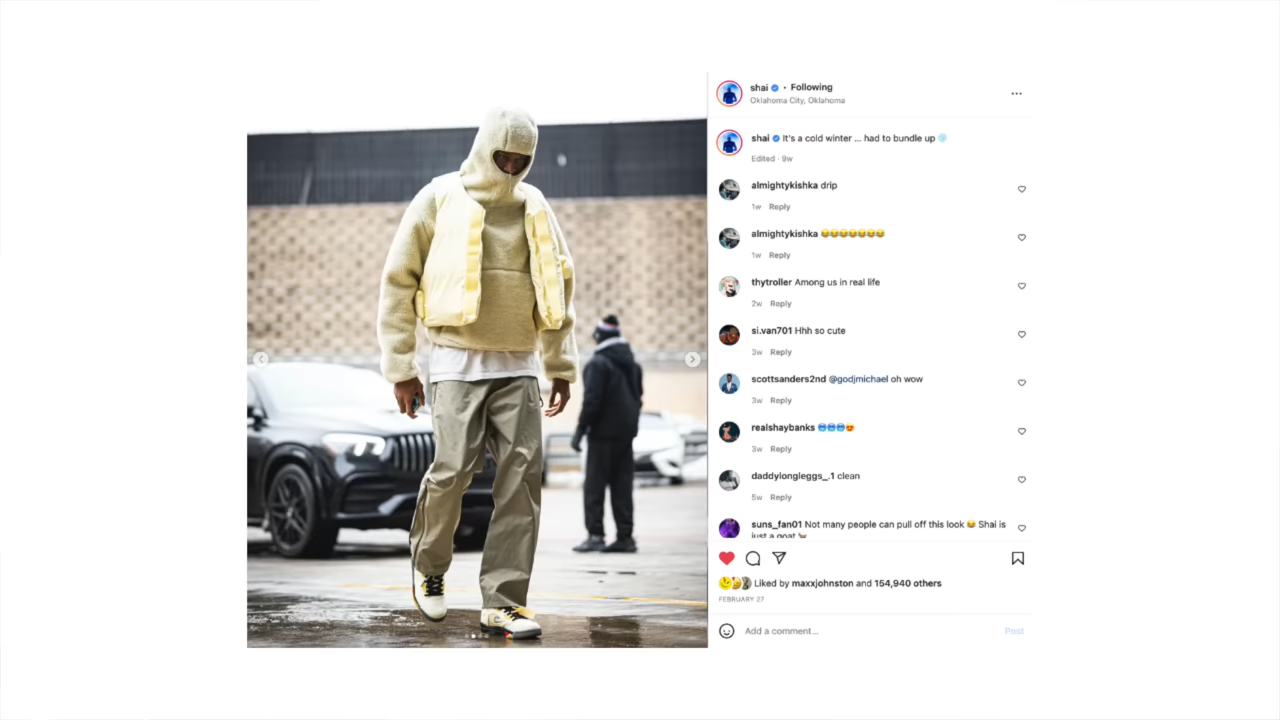 shai • Following
Oklahoma City, Oklahoma
shai It's a cold winter ... had to bundle up 🥶
Edited · 9w
almightykishka drip
1w Reply
almightykishka 😂😂😂😂😂😂😂
1w Reply
thytroller Among us in real life
2w Reply
si.van701 Hhh so cute
3w Reply
scottsanders2nd @godjmichael oh wow
3w Reply
realshaybanks 🥶🥶🥶😍
3w Reply
daddylongleggs_.1 clean
5w Reply
suns_fan01 Not many people can pull off this look 😂 Shai is
just a goat 🐐
Liked by maxxjohnston and 154,940 others
FEBRUARY 27
Add a comment...
Post